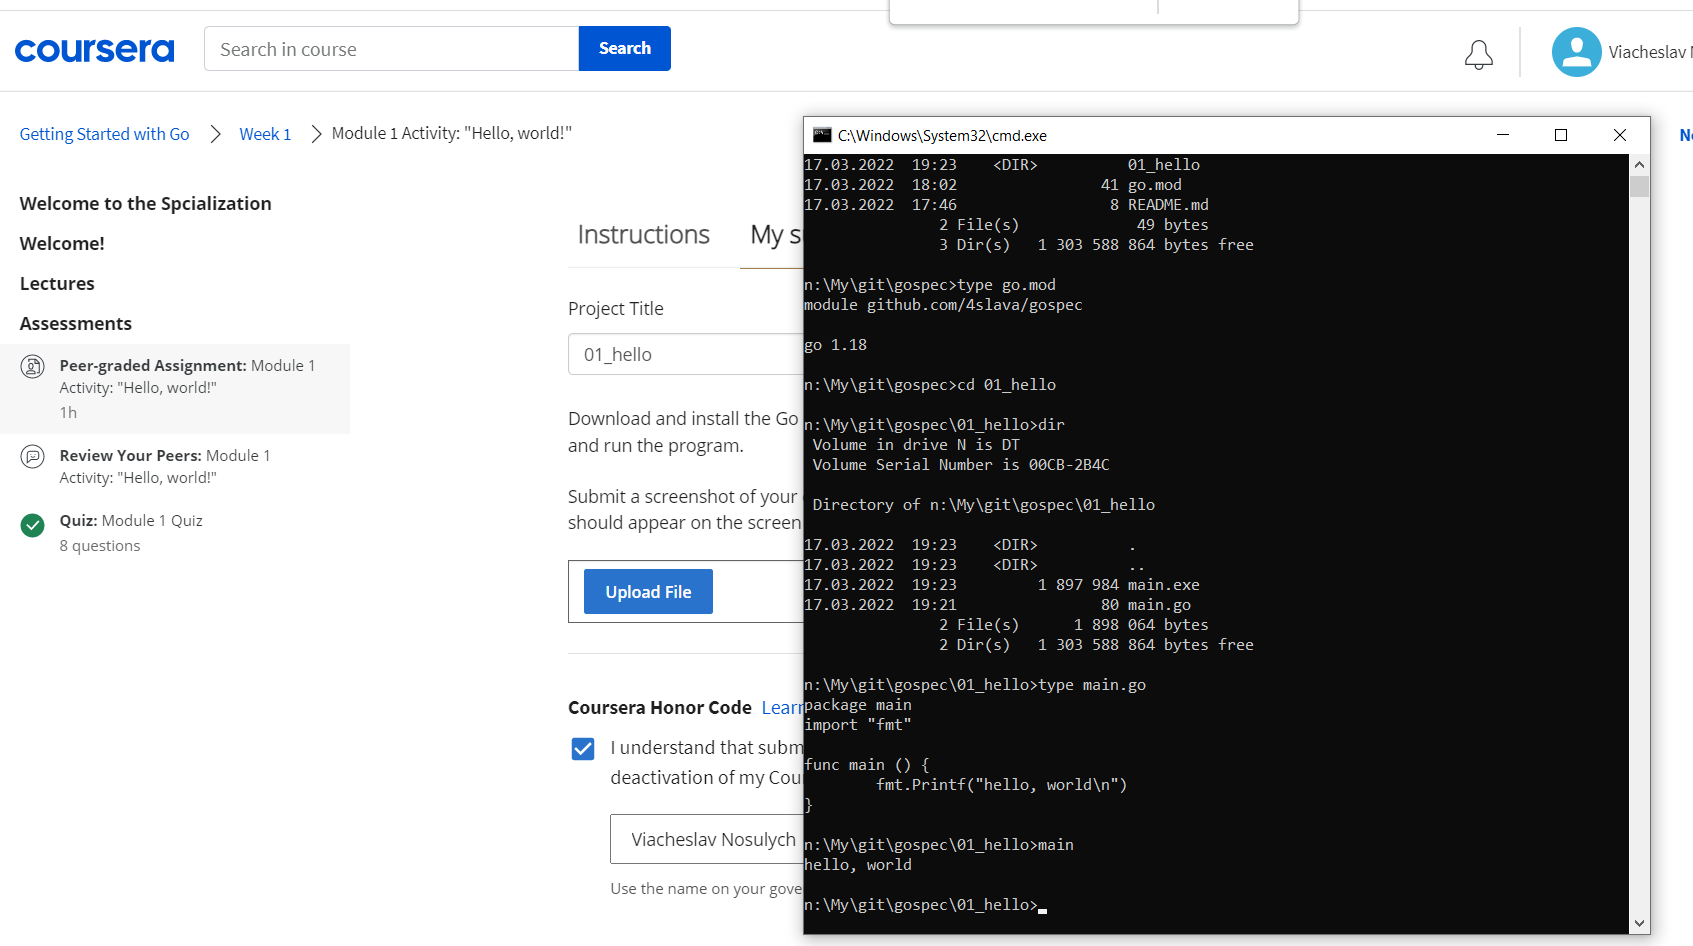 coursera
Search in course
Search
Viacheslav
Getting Started with Go
Week 1
Module 1 Activity: "Hello, world!"
Welcome to the Spcialization
Welcome!
Lectures
Assessments
Peer-graded Assignment: Module 1
Activity: "Hello, world!"
1h
Review Your Peers: Module 1
Activity: "Hello, world!"
Quiz: Module 1 Quiz
8 questions
Instructions
My s
Project Title
01_hello
Download and install the Go
and run the program.
Submit a screenshot of your
should appear on the screen
Upload File
Coursera Honor Code Learn
I understand that subm
deactivation of my Cou
Viacheslav Nosulych
Use the name on your gove
C:\Windows\System32\cmd.exe
17.03.2022  19:23    <DIR>          01_hello
17.03.2022  18:02                41 go.mod
17.03.2022  17:46                 8 README.md
2 File(s)             49 bytes
3 Dir(s)   1 303 588 864 bytes free
n:\My\git\gospec>type go.mod
module github.com/4slava/gospec
go 1.18
n:\My\git\gospec>cd 01_hello
n:\My\git\gospec\01_hello>dir
Volume in drive N is DT
Volume Serial Number is 00CB-2B4C
Directory of n:\My\git\gospec\01_hello
17.03.2022  19:23    <DIR>          .
17.03.2022  19:23    <DIR>          ..
17.03.2022  19:23         1 897 984 main.exe
17.03.2022  19:21                80 main.go
2 File(s)      1 898 064 bytes
2 Dir(s)   1 303 588 864 bytes free
n:\My\git\gospec\01_hello>type main.go
package main
import "fmt"
func main () {
fmt.Printf("hello, world\n")
}
n:\My\git\gospec\01_hello>main
hello, world
n:\My\git\gospec\01_hello>